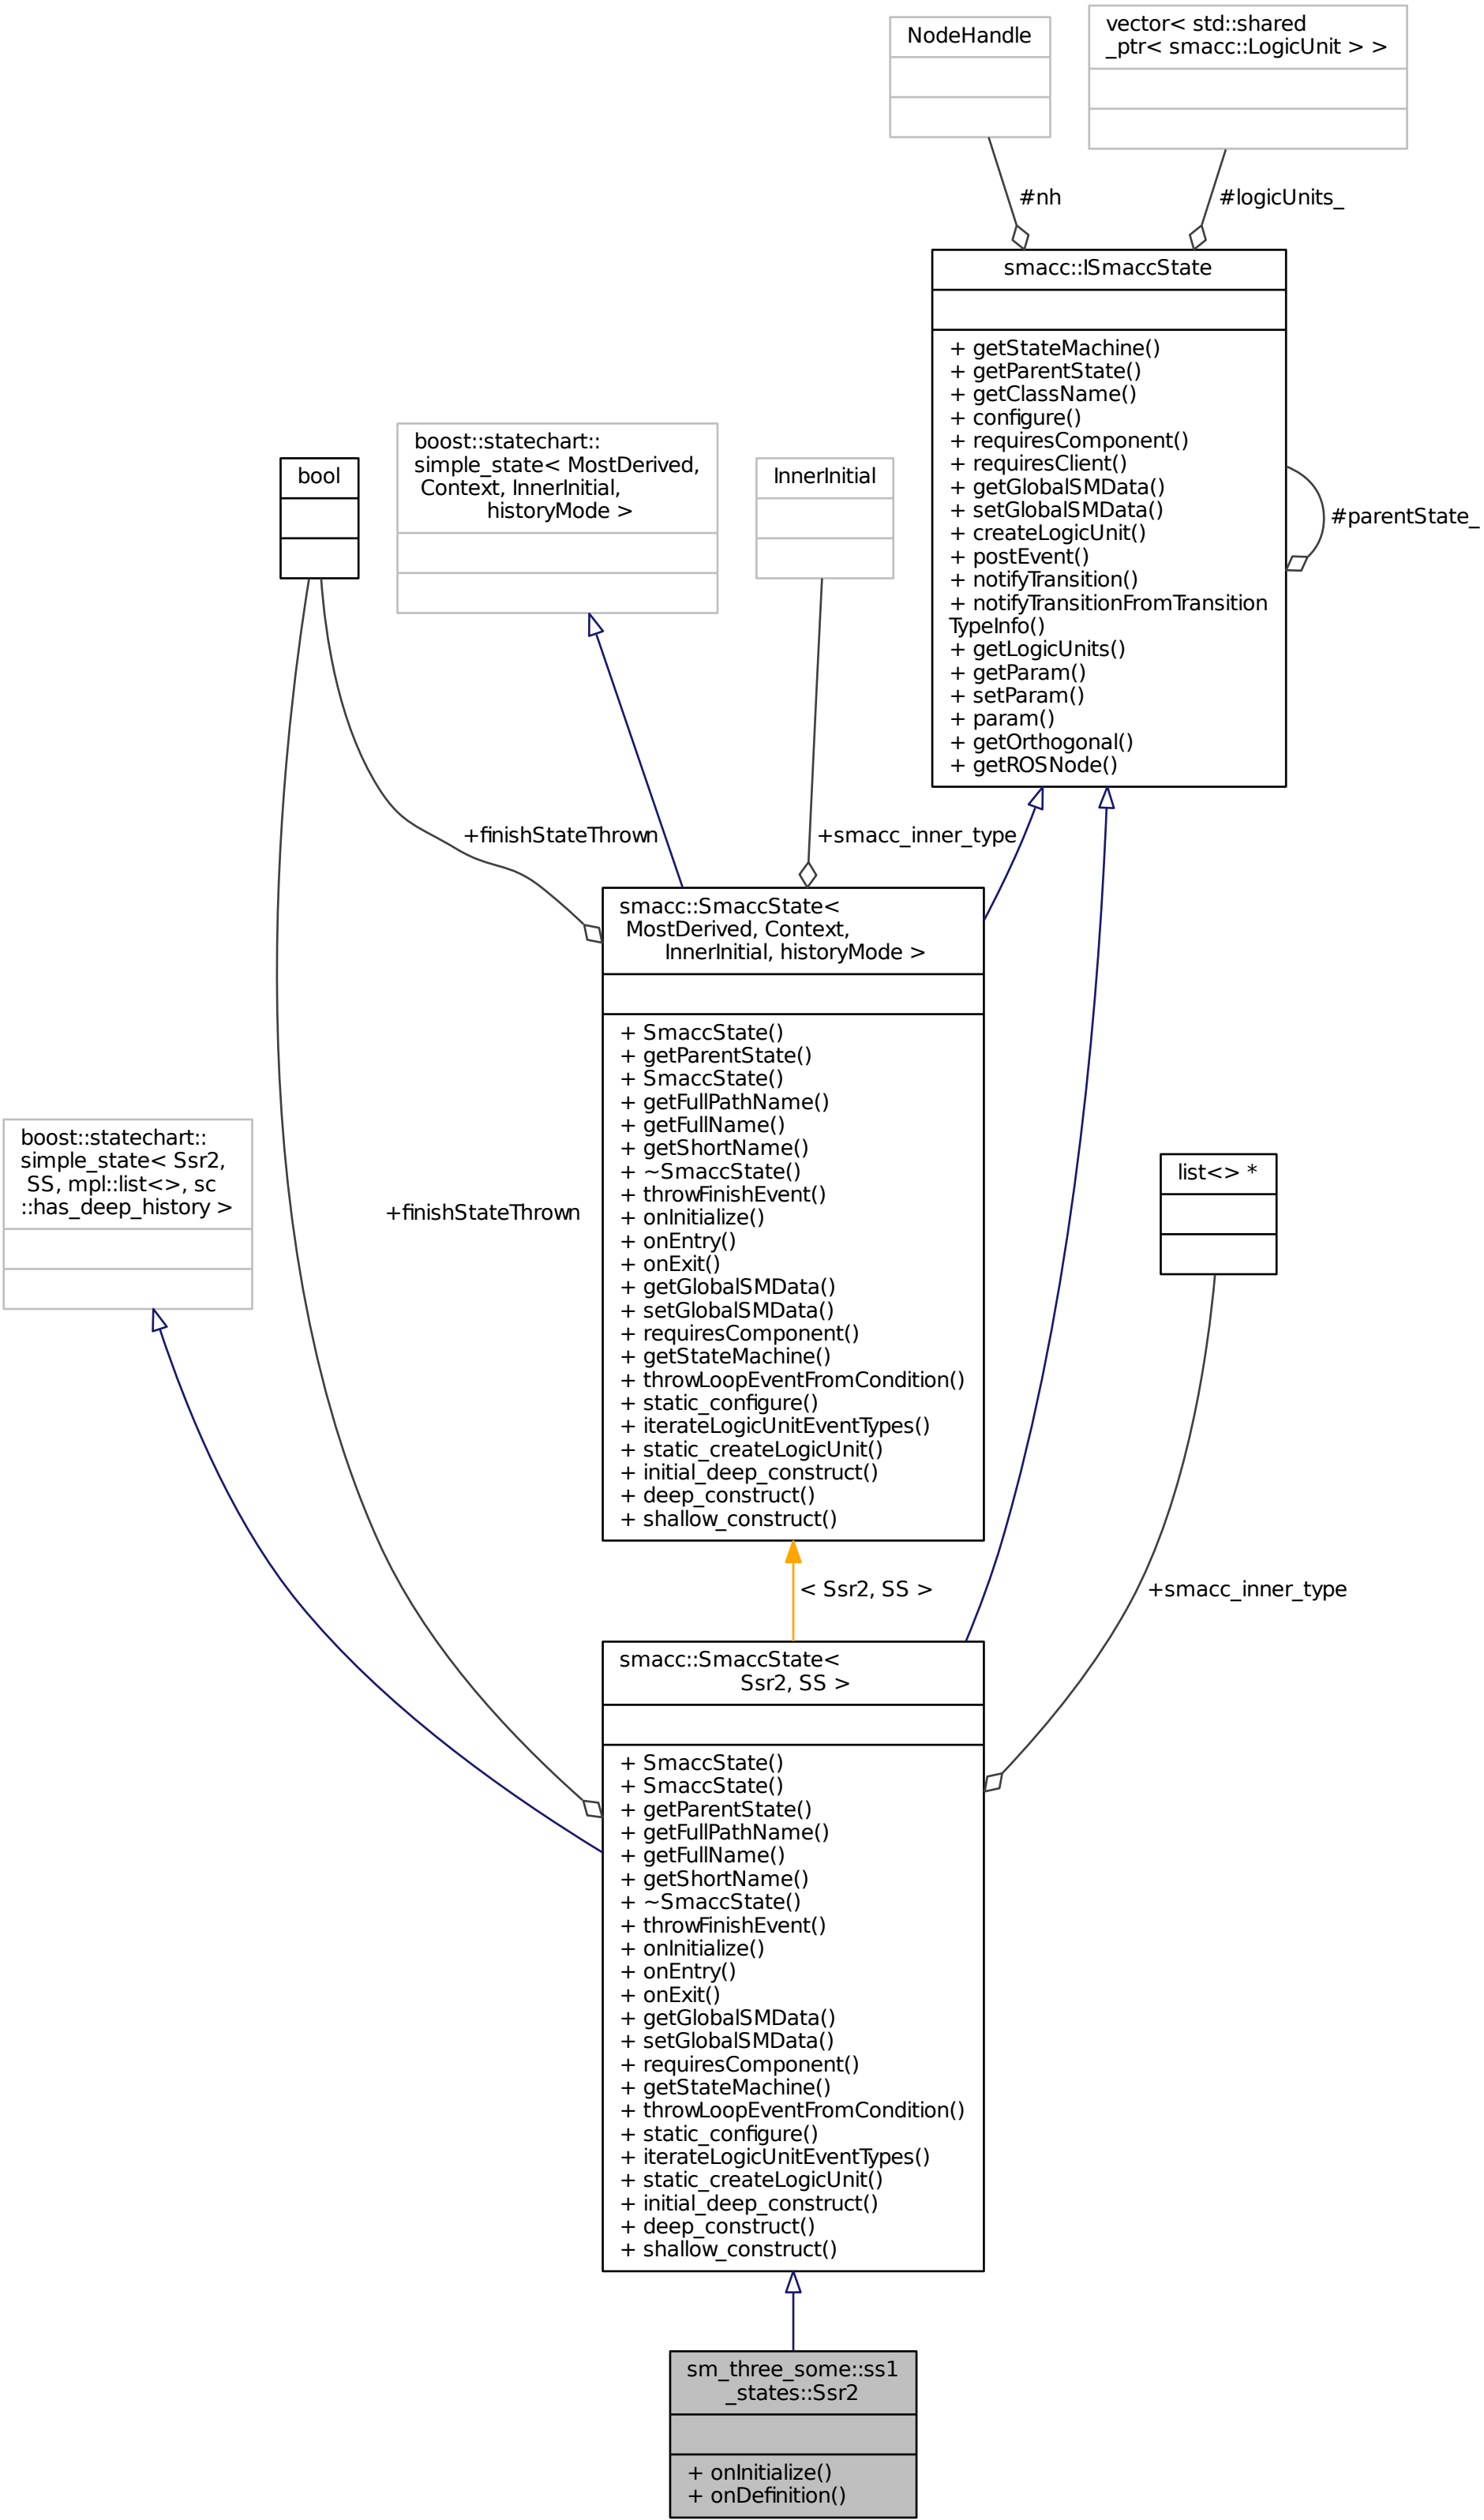 NodeHandle
vector< std::shared
_ptr< smacc::LogicUnit > >
#nh
#logicUnits_
smacc::ISmaccState
+ getStateMachine()
+ getParentState()
+ getClassName()
+ configure()
+ requiresComponent()
+ requiresClient()
+ getGlobalSMData()
+ setGlobalSMData()
+ createLogicUnit()
+ postEvent()
+ notifyTransition()
+ notifyTransitionFromTransition
TypeInfo()
+ getLogicUnits()
+ getParam()
+ setParam()
+ param()
+ getOrthogonal()
+ getROSNode()
#parentState_
bool
boost::statechart::
simple_state< MostDerived,
Context, InnerInitial,
historyMode >
InnerInitial
+finishStateThrown
+smacc_inner_type
smacc::SmaccState<
MostDerived, Context,
InnerInitial, historyMode >
+ SmaccState()
+ getParentState()
+ SmaccState()
+ getFullPathName()
+ getFullName()
+ getShortName()
+ ~SmaccState()
+ throwFinishEvent()
+ onInitialize()
+ onEntry()
+ onExit()
+ getGlobalSMData()
+ setGlobalSMData()
+ requiresComponent()
+ getStateMachine()
+ throwLoopEventFromCondition()
+ static_configure()
+ iterateLogicUnitEventTypes()
+ static_createLogicUnit()
+ initial_deep_construct()
+ deep_construct()
+ shallow_construct()
boost::statechart::
simple_state< Ssr2,
SS, mpl::list<>, sc
::has_deep_history >
+finishStateThrown
list<> *
< Ssr2, SS >
+smacc_inner_type
smacc::SmaccState<
Ssr2, SS >
+ SmaccState()
+ SmaccState()
+ getParentState()
+ getFullPathName()
+ getFullName()
+ getShortName()
+ ~SmaccState()
+ throwFinishEvent()
+ onInitialize()
+ onEntry()
+ onExit()
+ getGlobalSMData()
+ setGlobalSMData()
+ requiresComponent()
+ getStateMachine()
+ throwLoopEventFromCondition()
+ static_configure()
+ iterateLogicUnitEventTypes()
+ static_createLogicUnit()
+ initial_deep_construct()
+ deep_construct()
+ shallow_construct()
sm_three_some::ss1
_states::Ssr2
+ onInitialize()
+ onDefinition()